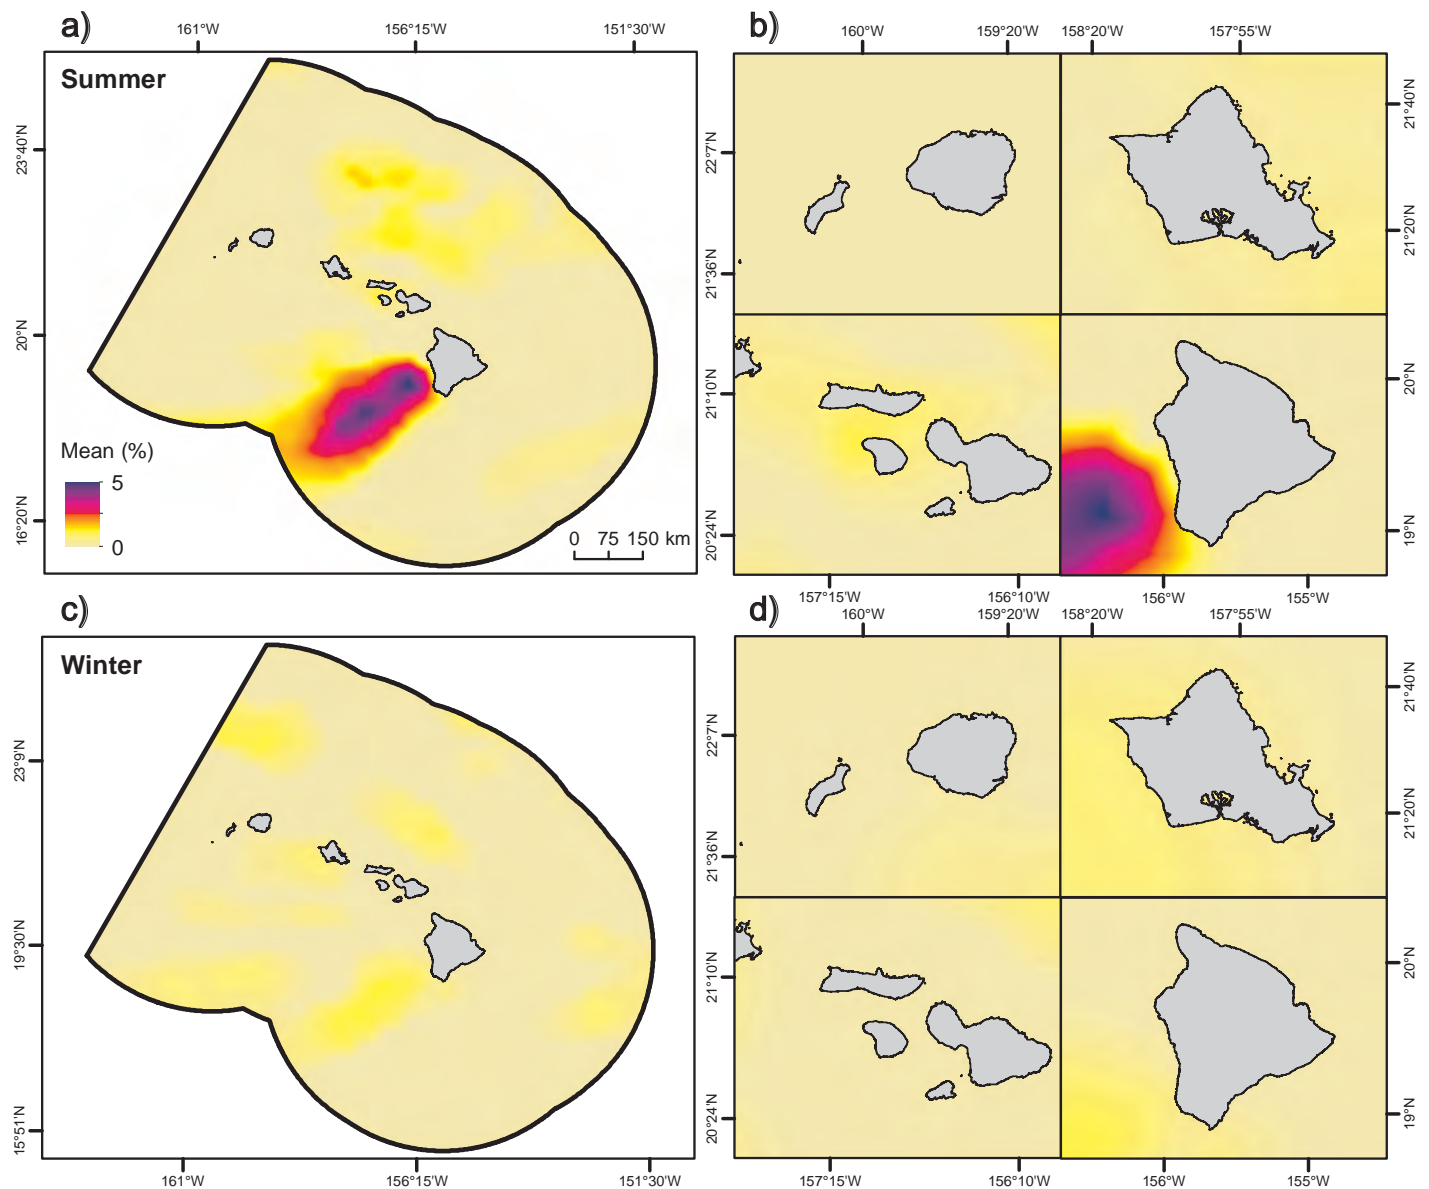 a)
161°W 156°15'W 151°30'W
Summer
23°40'N
20°N
16°20'N
Mean (%)
5
0
0 75 150 km
b)
160°W 159°20'W 158°20'W 157°55'W
22°7'N
21°36'N
21°40'N
21°20'N
21°10'N
20°24'N
20°N
19°N
157°15'W 156°10'W 156°W 155°W
c)
Winter
23°9'N
19°30'N
15°51'N
161°W 156°15'W 151°30'W
d)
160°W 159°20'W 158°20'W 157°55'W
22°7'N
21°36'N
21°40'N
21°20'N
21°10'N
20°24'N
20°N
19°N
157°15'W 156°10'W 156°W 155°W